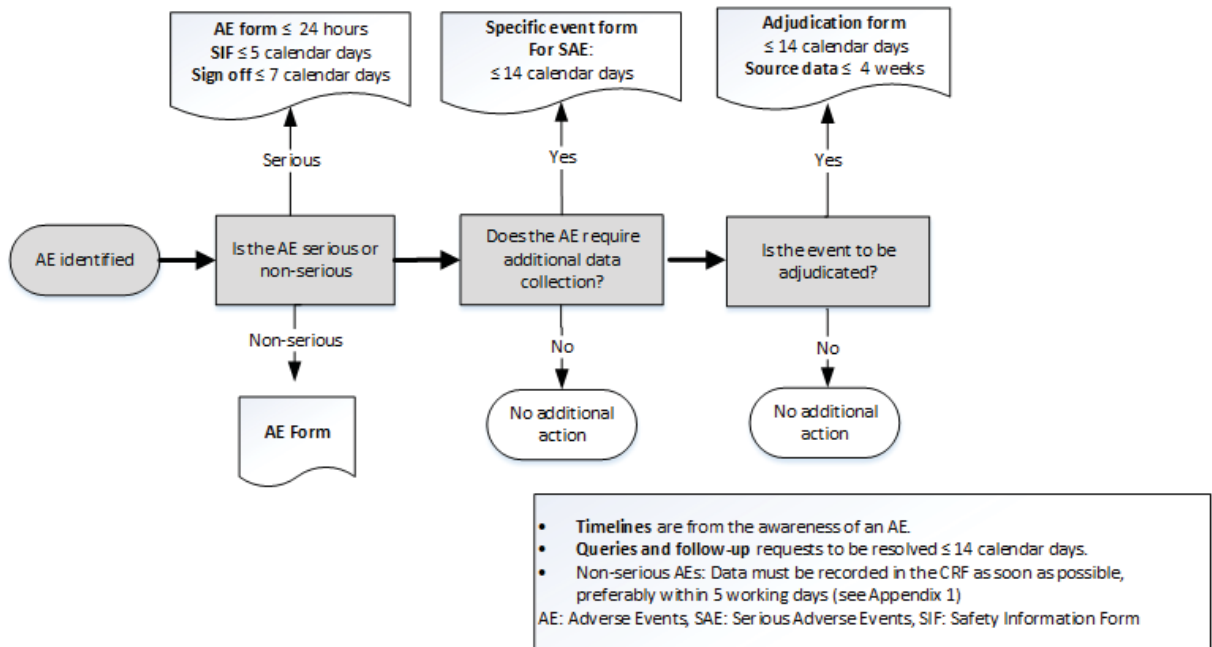 AE form ≤ 24 hours
SIF ≤ 5 calendar days
Sign off ≤ 7 calendar days
Specific event form
For SAE:
≤ 14 calendar days
Adjudication form
≤ 14 calendar days
Source data ≤ 4 weeks
Serious
Yes
Yes
AE identified
Is the AE serious or
non-serious
Does the AE require
additional data
collection?
Is the event to be
adjudicated?
Non-serious
No
No
AE Form
No additional
action
No additional
action
• Timelines are from the awareness of an AE.
• Queries and follow-up requests to be resolved ≤ 14 calendar days.
• Non-serious AEs: Data must be recorded in the CRF as soon as possible,
preferably within 5 working days (see Appendix 1)
AE: Adverse Events, SAE: Serious Adverse Events, SIF: Safety Information Form